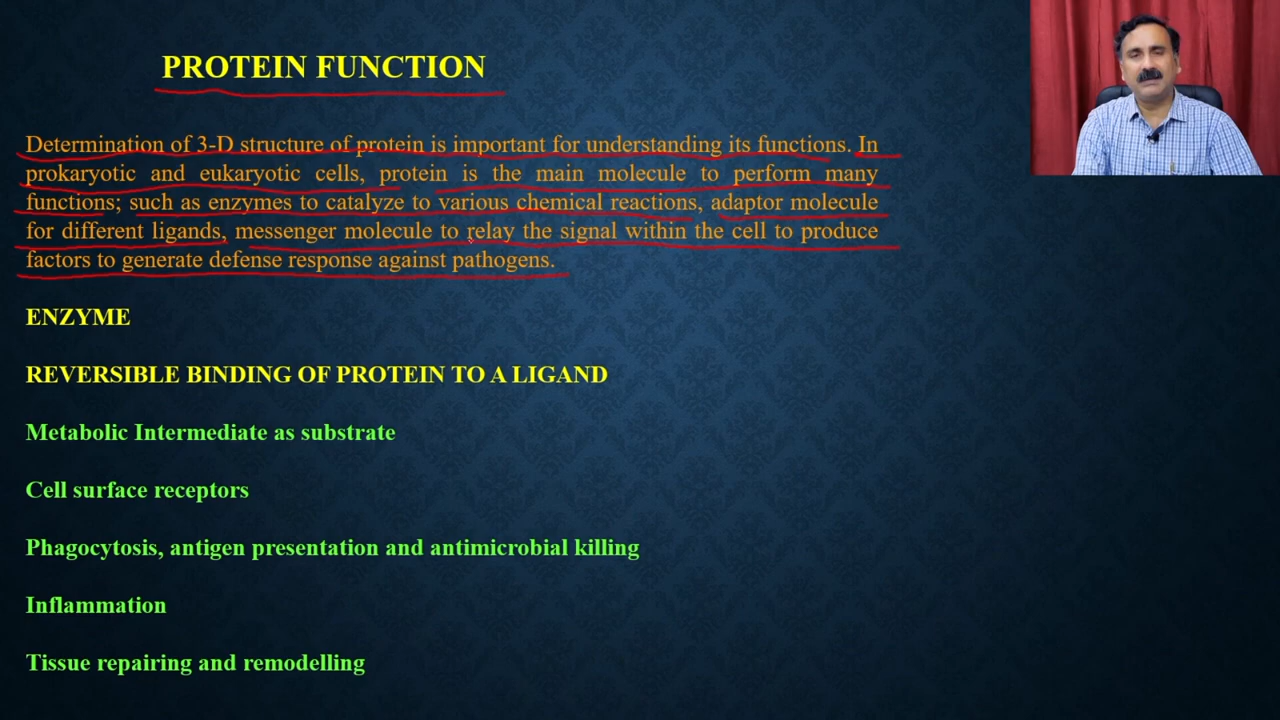 PROTEIN FUNCTION
Determination of 3-D structure of protein is important for understanding its functions. In
prokaryotic and eukaryotic cells, protein is the main molecule to perform many
functions; such as enzymes to catalyze to various chemical reactions, adaptor molecule
for different ligands, messenger molecule to relay the signal within the cell to produce
factors to generate defense response against pathogens.
ENZYME
REVERSIBLE BINDING OF PROTEIN TO A LIGAND
Metabolic Intermediate as substrate
Cell surface receptors
Phagocytosis, antigen presentation and antimicrobial killing
Inflammation
Tissue repairing and remodelling